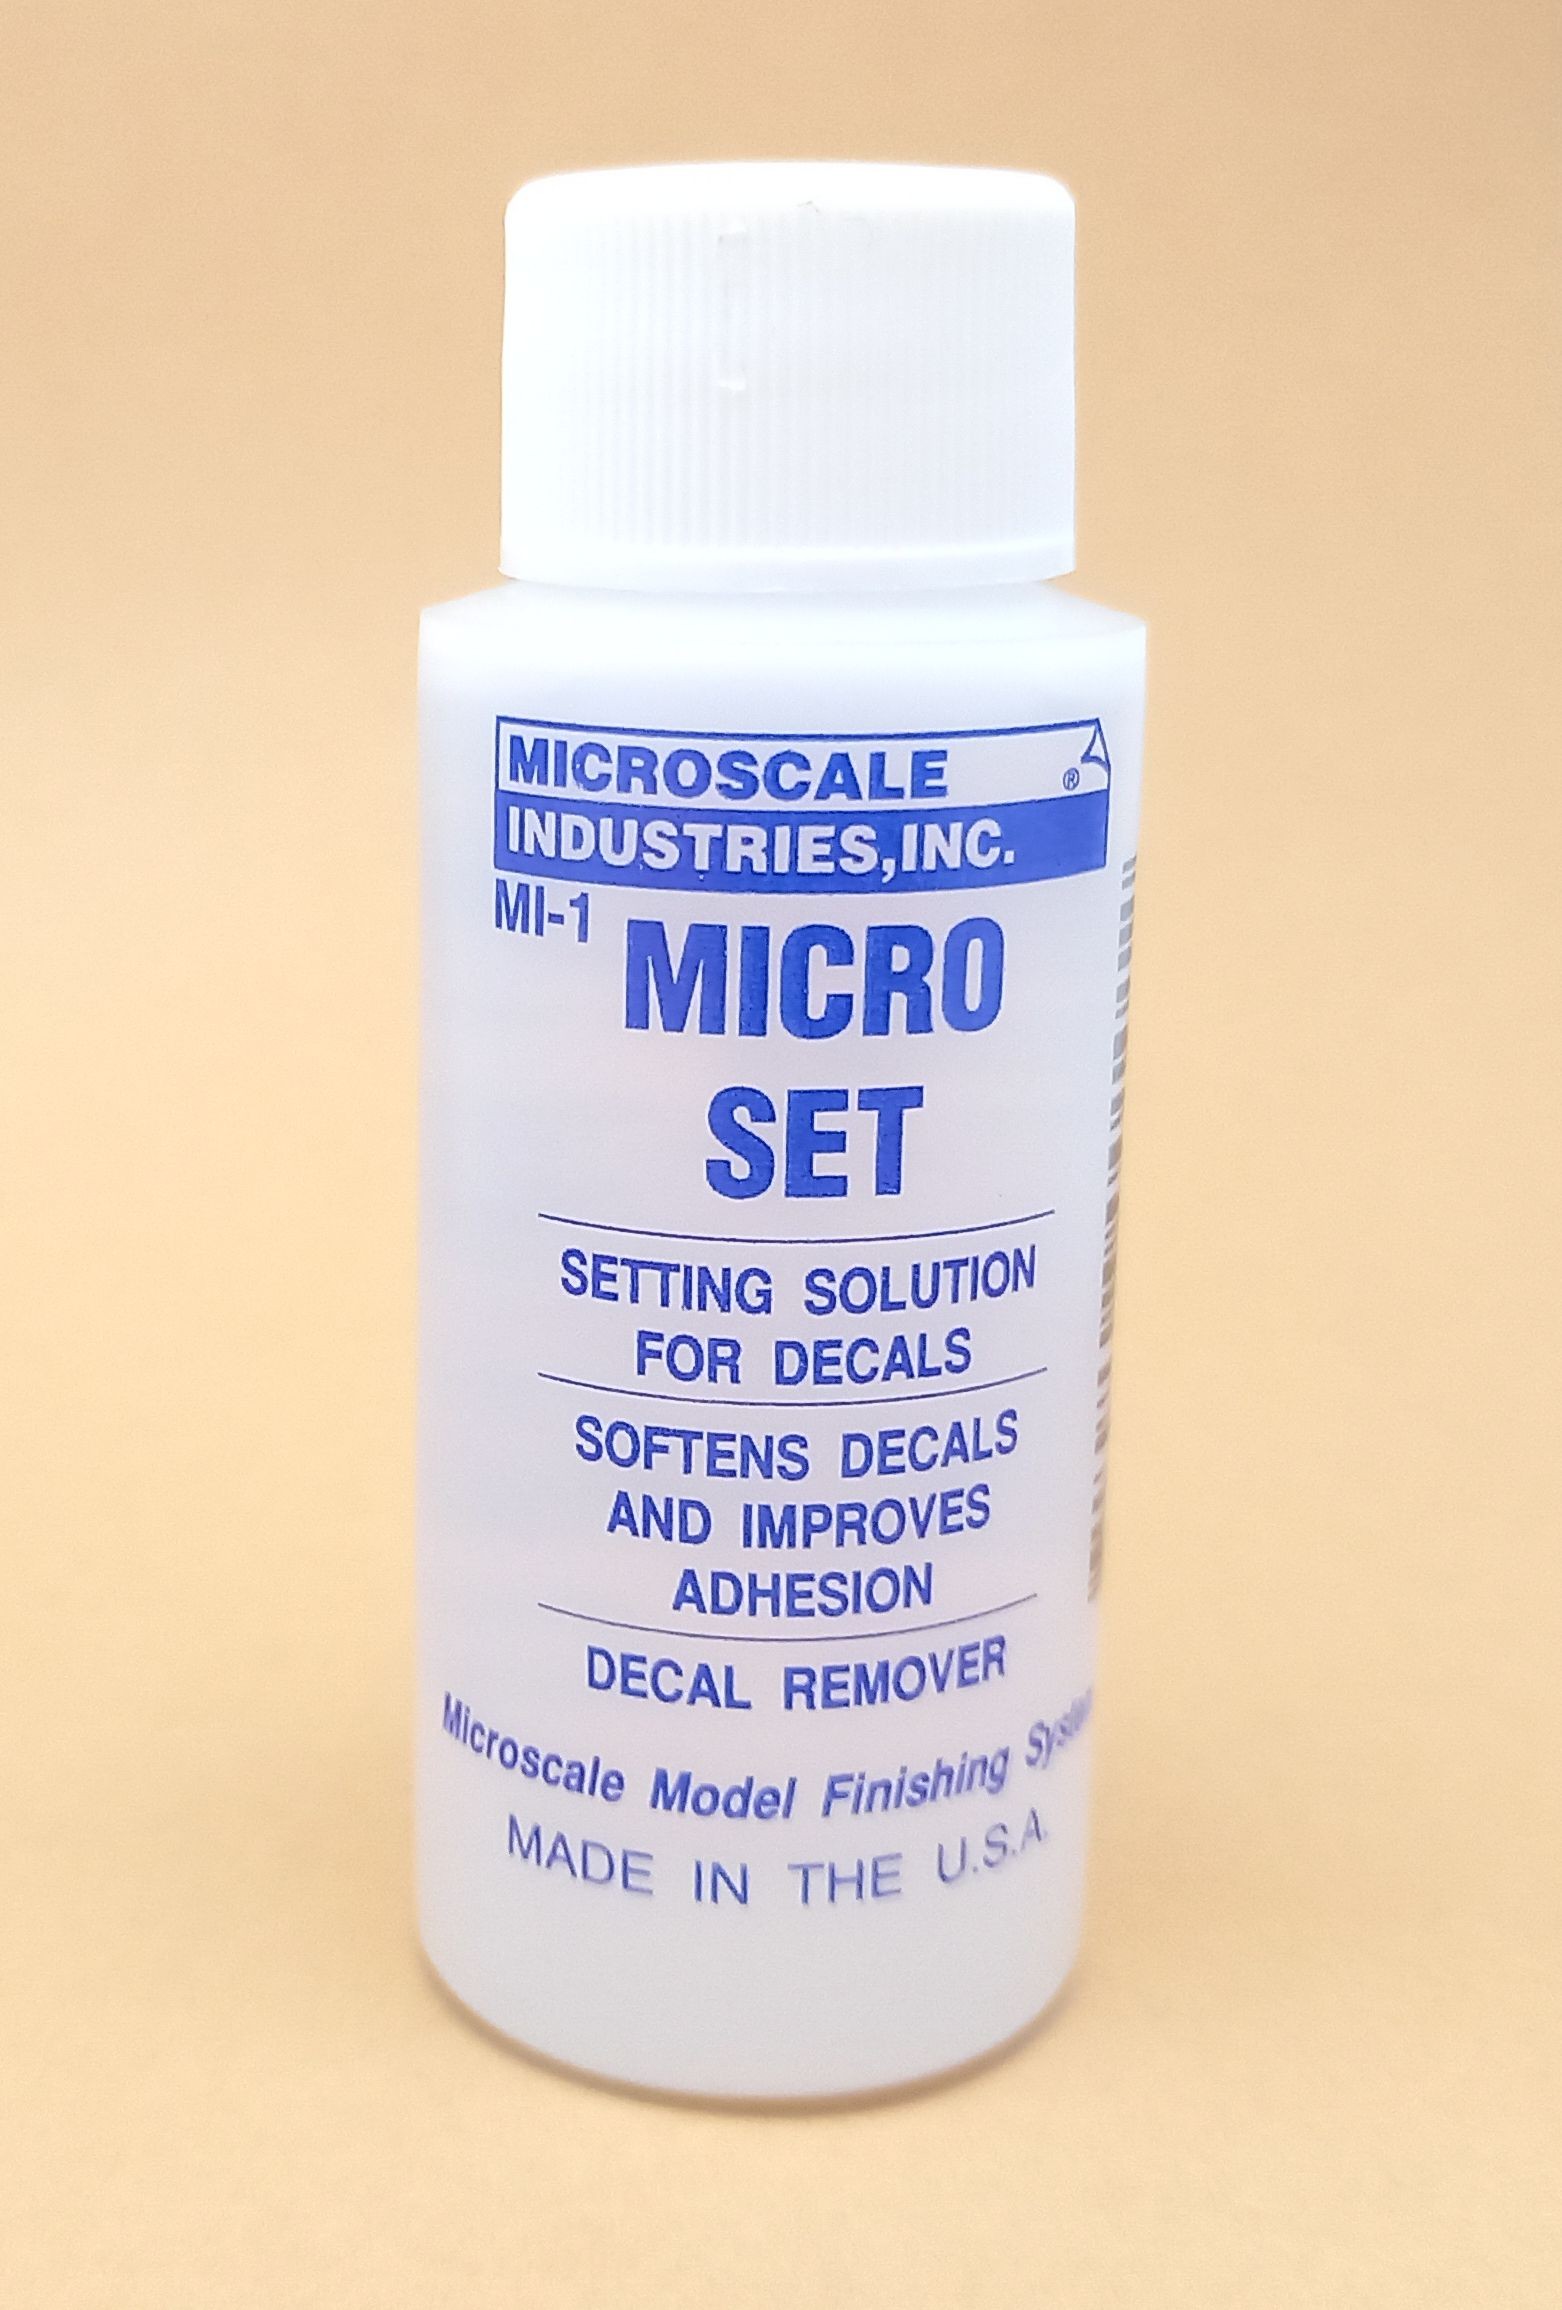 MICROSCALE ®
INDUSTRIES, INC.
MI-1
MICRO
SET
SETTING SOLUTION
FOR DECALS
SOFTENS DECALS
AND IMPROVES
ADHESION
DECAL REMOVER
Microscale Model Finishing System
MADE IN THE U.S.A.